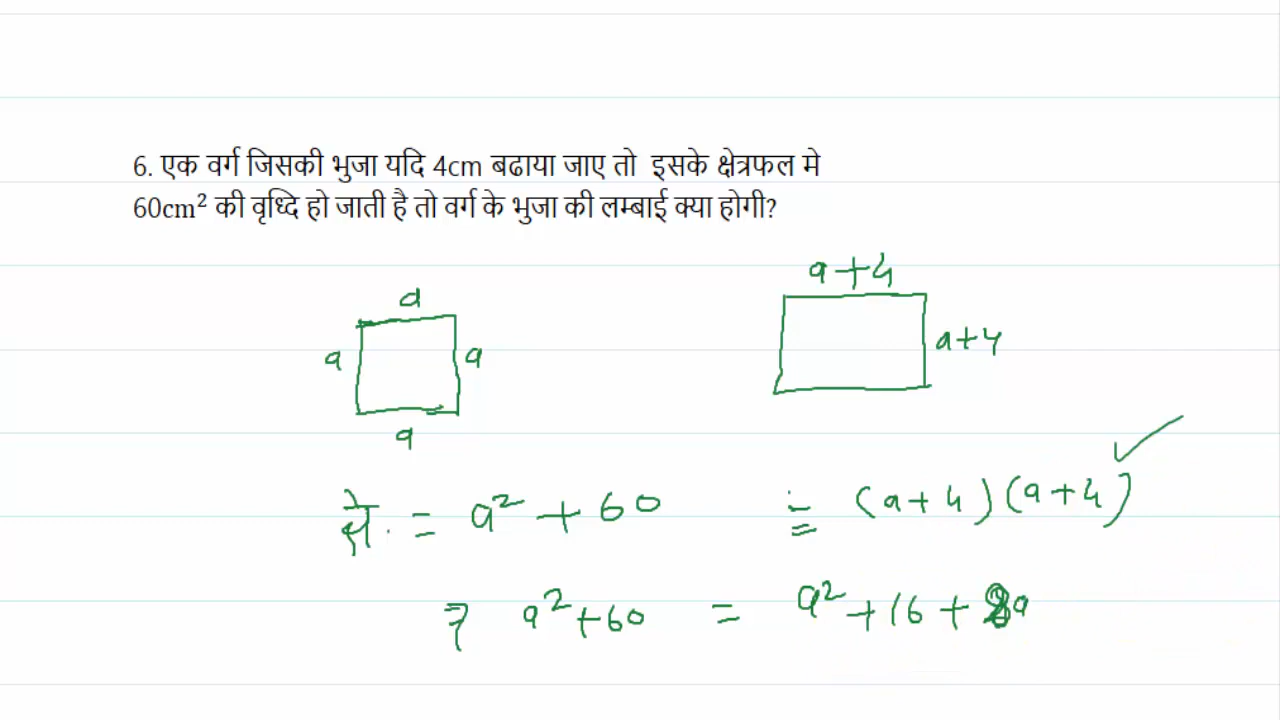 6. एक वर्ग जिसकी भुजा यदि 4cm बढाया जाए तो इसके क्षेत्रफल मे
60cm² की वृध्दि हो जाती है तो वर्ग के भुजा की लम्बाई क्या होगी?
a
a+4
a
a
a+4
a
क्षे. = a² + 60 = (a+4)(a+4)
⇒ a²+60 = a²+16+8a